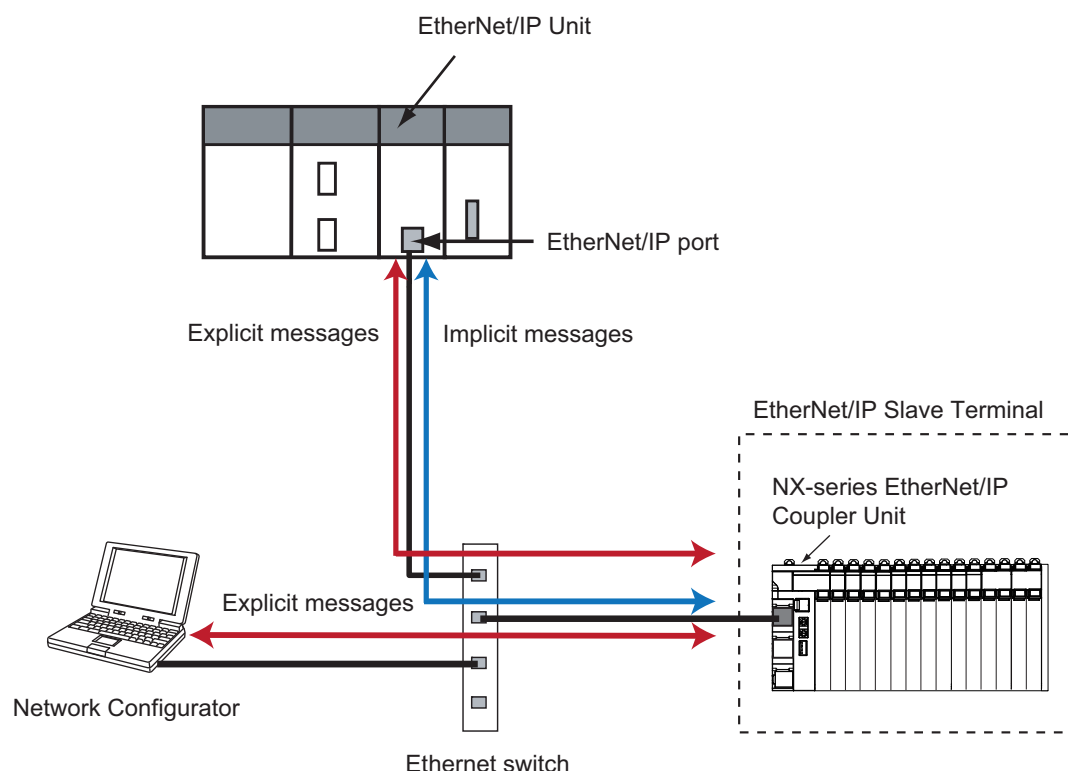 EtherNet/IP Unit
EtherNet/IP port
Explicit messages
Implicit messages
EtherNet/IP Slave Terminal
NX-series EtherNet/IP
Coupler Unit
Explicit messages
Network Configurator
Ethernet switch